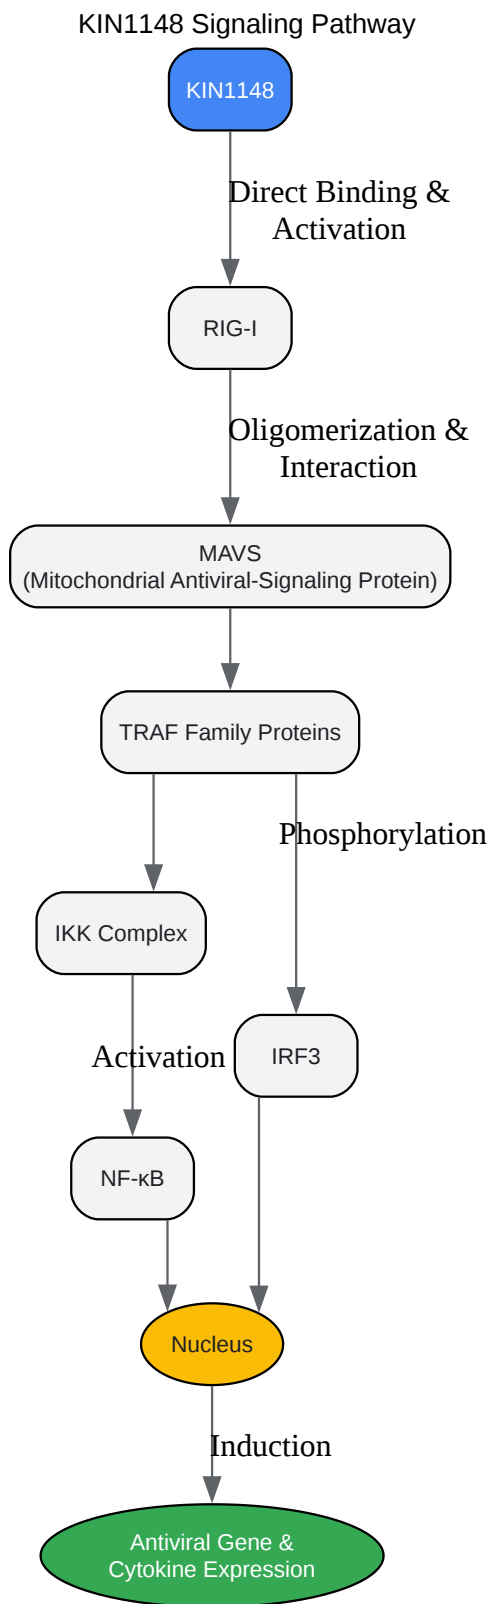 KIN1148 Signaling Pathway
KIN1148
Direct Binding &
Activation
RIG-I
Oligomerization &
Interaction
MAVS
(Mitochondrial Antiviral-Signaling Protein)
TRAF Family Proteins
Phosphorylation
IKK Complex
Activation
IRF3
NF-κB
Nucleus
Induction
Antiviral Gene &
Cytokine Expression